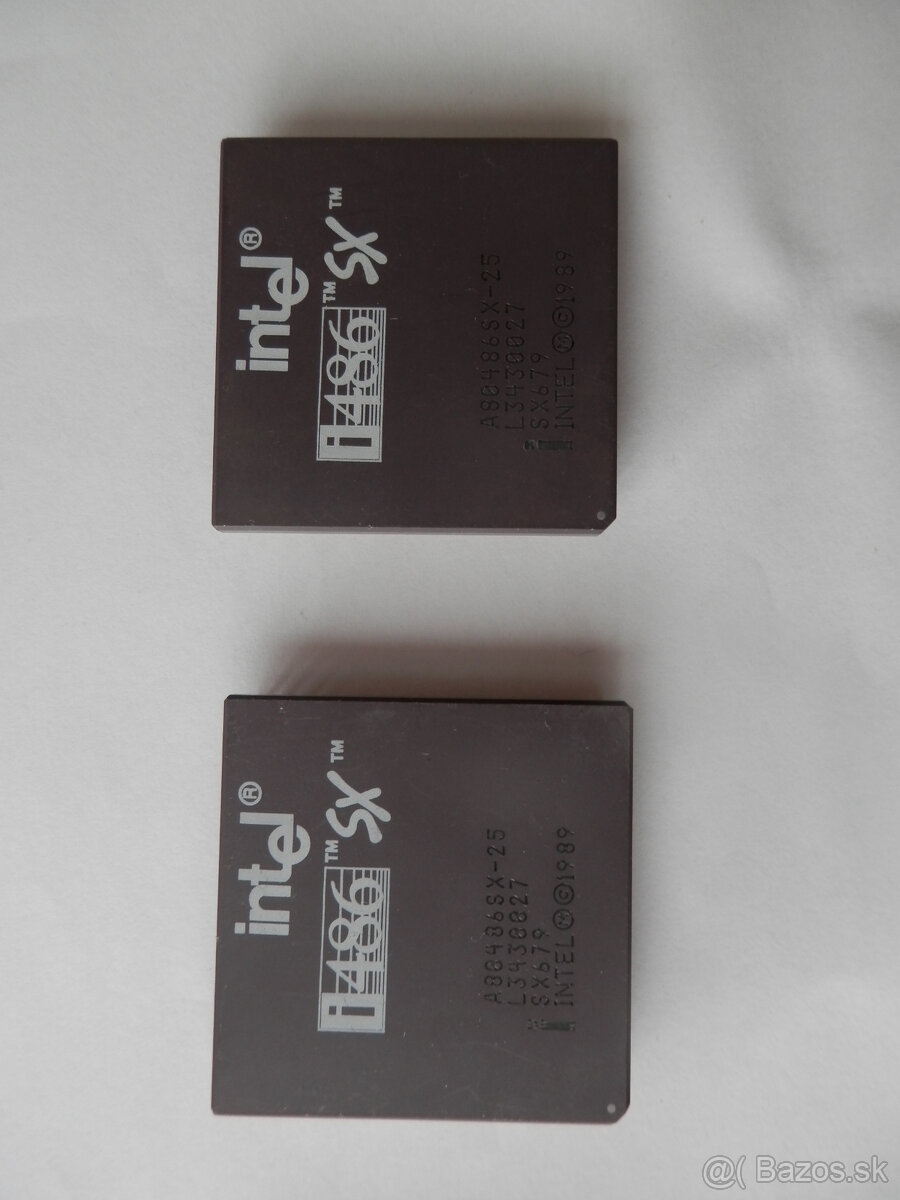 intel®
i486™ SX™
A80486SX-25
L3430027
SX679
INTEL Ⓜ ©1989
intel®
i486™ SX™
A80486SX-25
L3430027
SX679
INTEL Ⓜ ©1989
@( Bazos.sk